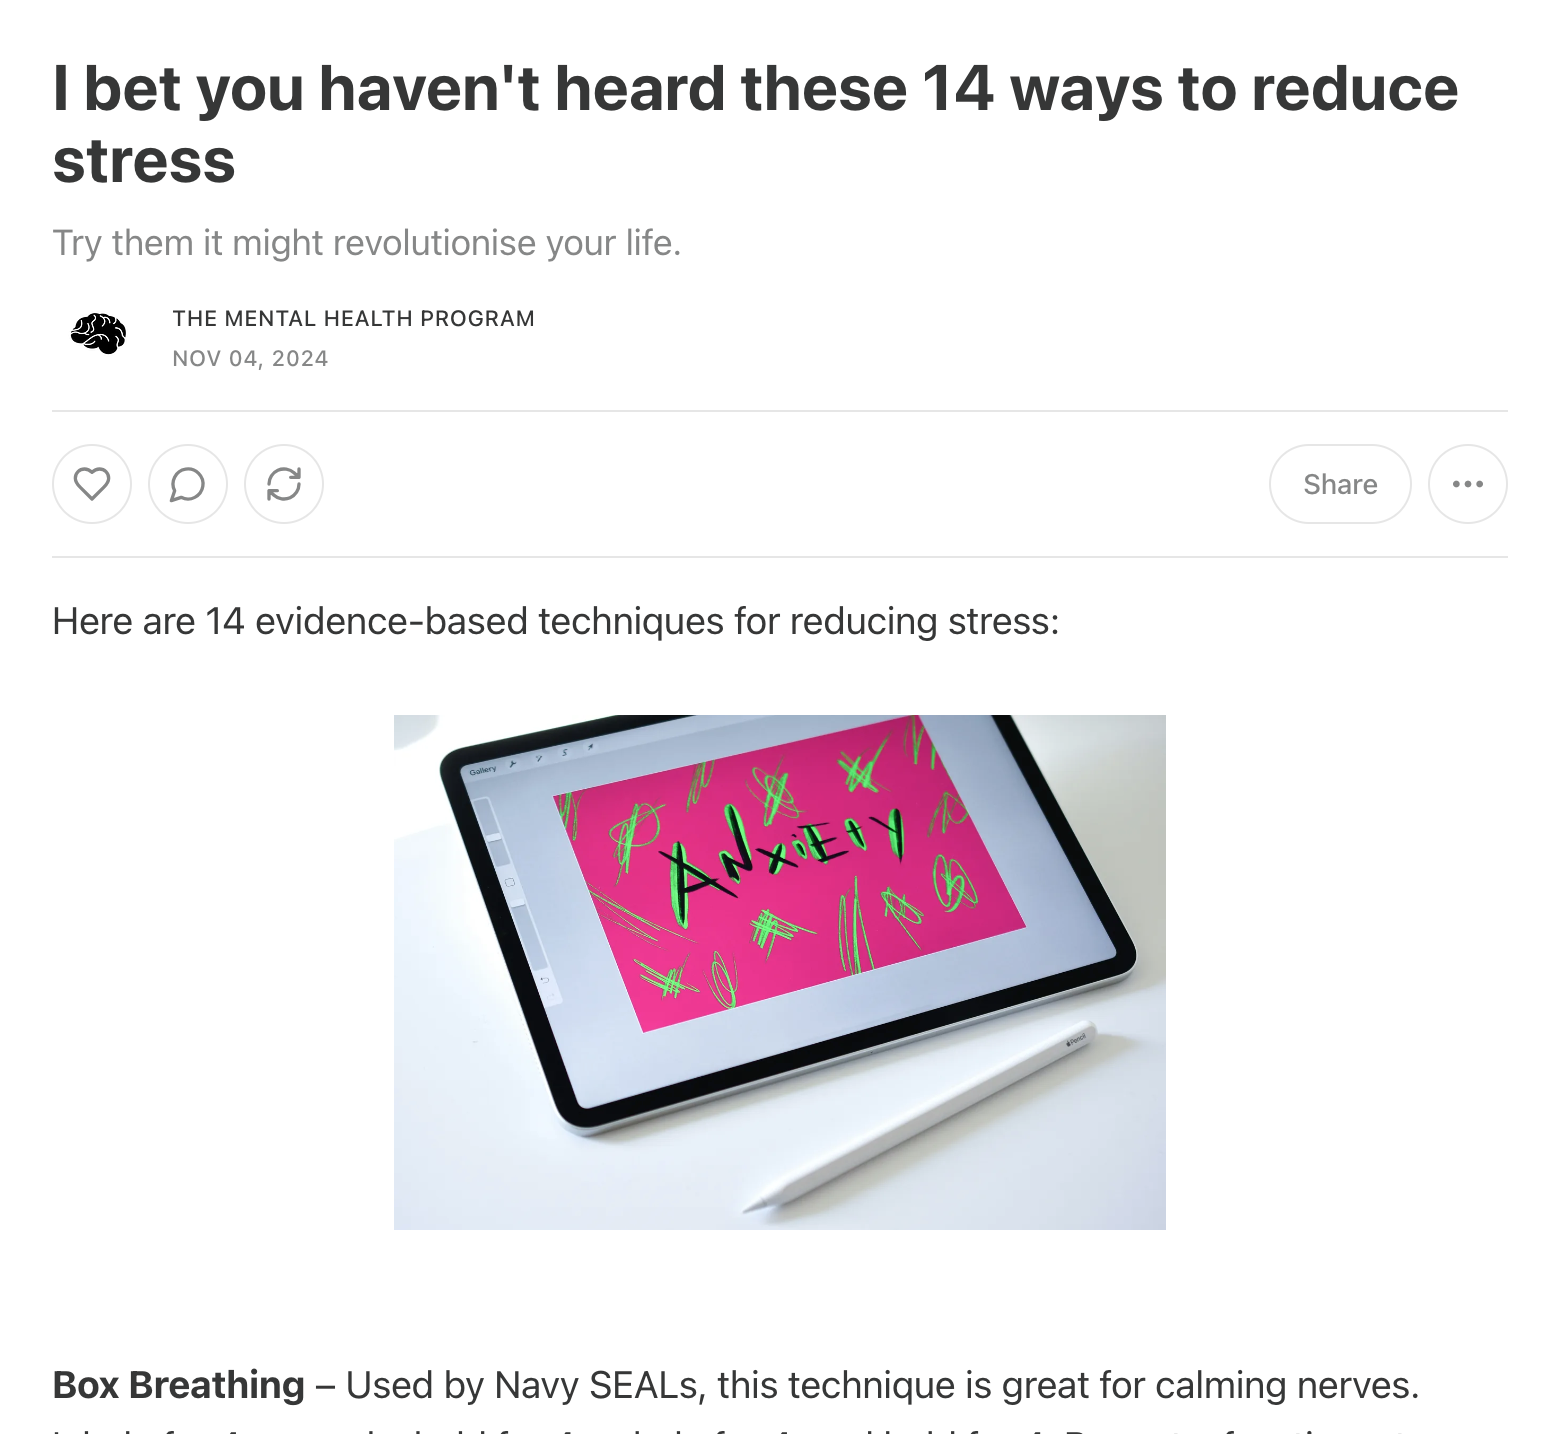 I bet you haven't heard these 14 ways to reduce
stress
Try them it might revolutionise your life.
THE MENTAL HEALTH PROGRAM
NOV 04, 2024
Share
Here are 14 evidence-based techniques for reducing stress:
Gallery
ANxiEtY
Pencil
Box Breathing – Used by Navy SEALs, this technique is great for calming nerves.